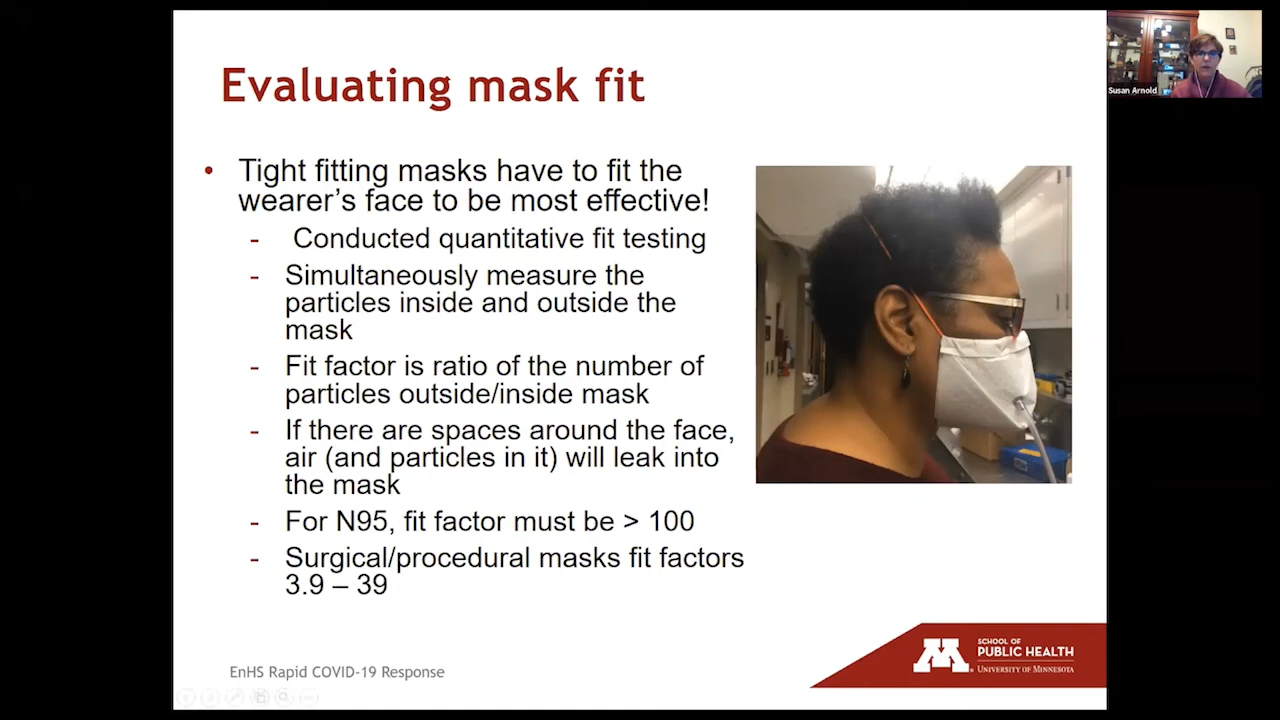 Evaluating mask fit
• Tight fitting masks have to fit the
wearer's face to be most effective!
- Conducted quantitative fit testing
- Simultaneously measure the
particles inside and outside the
mask
- Fit factor is ratio of the number of
particles outside/inside mask
- If there are spaces around the face,
air (and particles in it) will leak into
the mask
- For N95, fit factor must be > 100
- Surgical/procedural masks fit factors
3.9 – 39
EnHS Rapid COVID-19 Response
M
SCHOOL OF
PUBLIC HEALTH
UNIVERSITY OF MINNESOTA
Susan Arnold